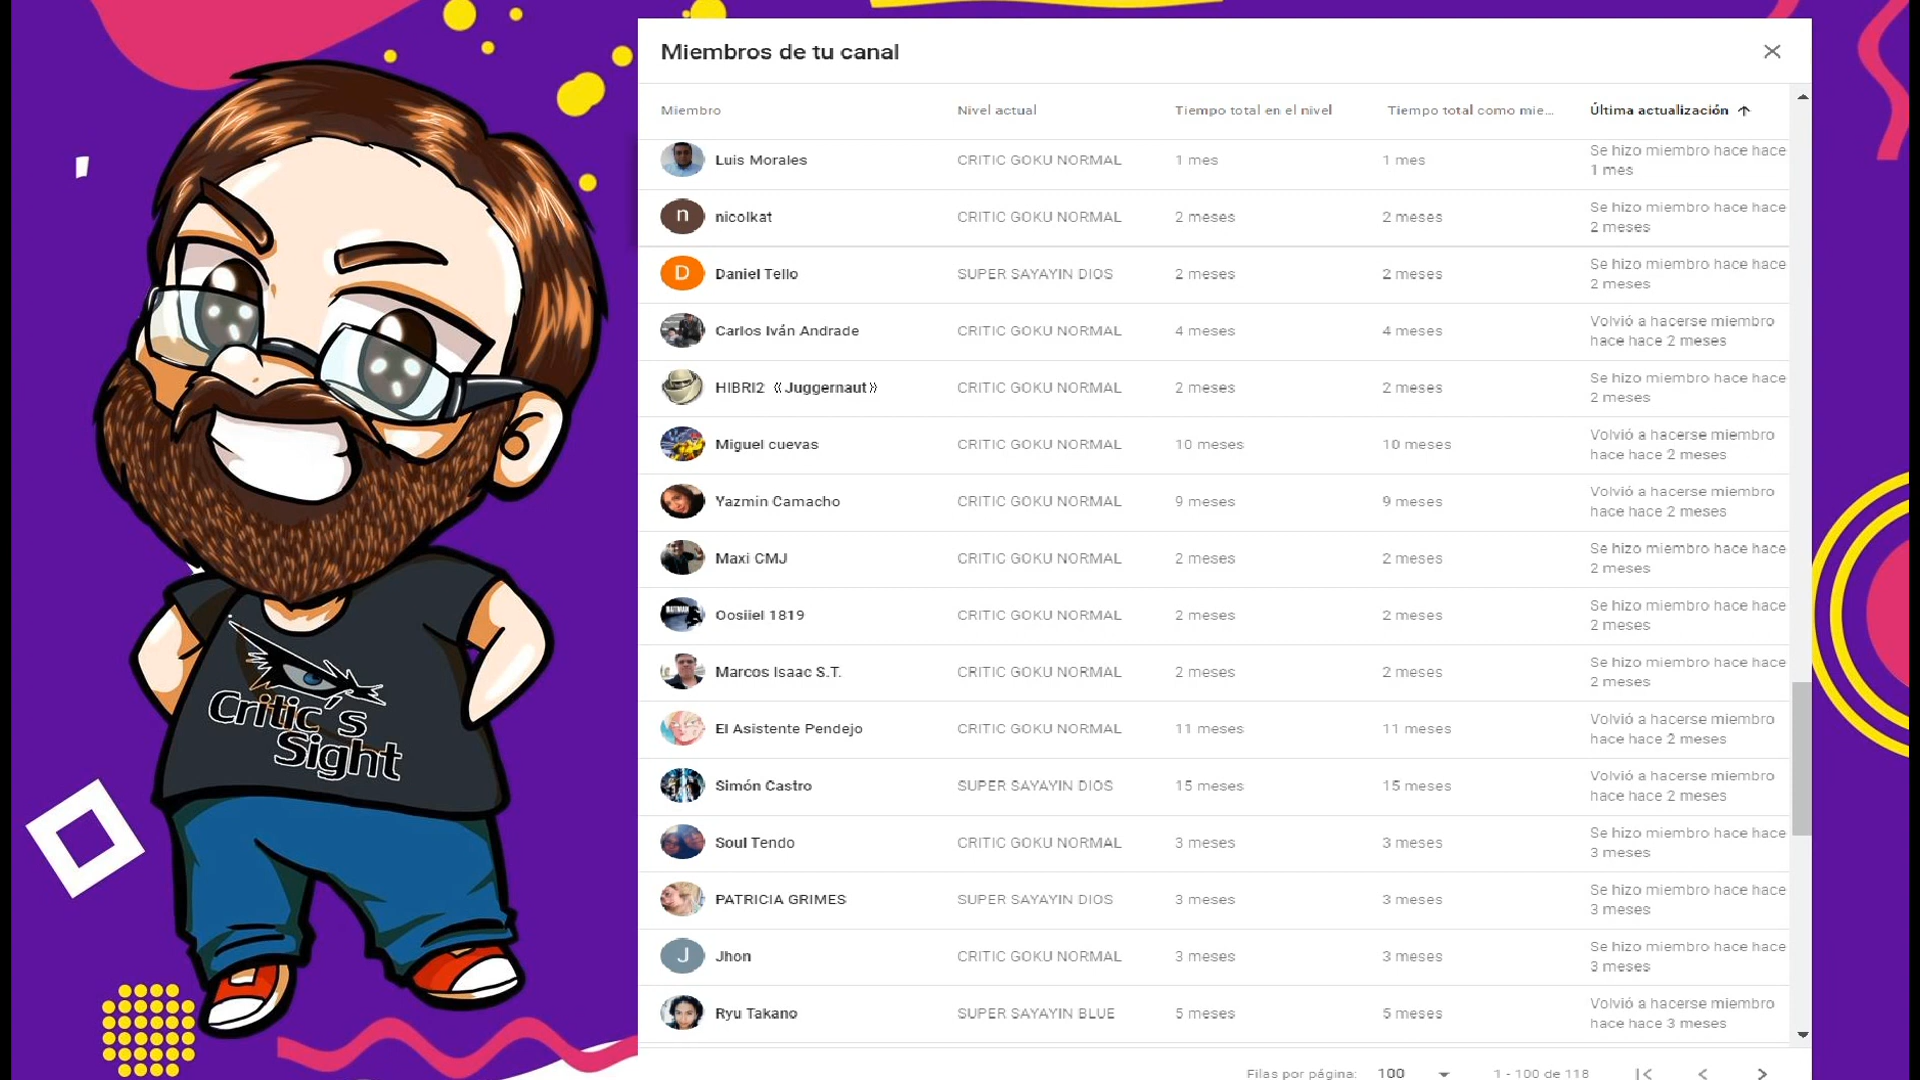 Miembros de tu canal
Miembro Nivel actual Tiempo total en el nivel Tiempo total como mie... Última actualización
Luis Morales CRITIC GOKU NORMAL 1 mes 1 mes Se hizo miembro hace hace
1 mes
n nicolkat CRITIC GOKU NORMAL 2 meses 2 meses Se hizo miembro hace hace
2 meses
D Daniel Tello SUPER SAYAYIN DIOS 2 meses 2 meses Se hizo miembro hace hace
2 meses
Carlos Iván Andrade CRITIC GOKU NORMAL 4 meses 4 meses Volvió a hacerse miembro
hace hace 2 meses
HIBRI2 《Juggernaut》 CRITIC GOKU NORMAL 2 meses 2 meses Se hizo miembro hace hace
2 meses
Miguel cuevas CRITIC GOKU NORMAL 10 meses 10 meses Volvió a hacerse miembro
hace hace 2 meses
Yazmin Camacho CRITIC GOKU NORMAL 9 meses 9 meses Volvió a hacerse miembro
hace hace 2 meses
Maxi CMJ CRITIC GOKU NORMAL 2 meses 2 meses Se hizo miembro hace hace
2 meses
Oosiiel 1819 CRITIC GOKU NORMAL 2 meses 2 meses Se hizo miembro hace hace
2 meses
Marcos Isaac S.T. CRITIC GOKU NORMAL 2 meses 2 meses Se hizo miembro hace hace
2 meses
El Asistente Pendejo CRITIC GOKU NORMAL 11 meses 11 meses Volvió a hacerse miembro
hace hace 2 meses
Simón Castro SUPER SAYAYIN DIOS 15 meses 15 meses Volvió a hacerse miembro
hace hace 2 meses
Soul Tendo CRITIC GOKU NORMAL 3 meses 3 meses Se hizo miembro hace hace
3 meses
PATRICIA GRIMES SUPER SAYAYIN DIOS 3 meses 3 meses Se hizo miembro hace hace
3 meses
J Jhon CRITIC GOKU NORMAL 3 meses 3 meses Se hizo miembro hace hace
3 meses
Ryu Takano SUPER SAYAYIN BLUE 5 meses 5 meses Volvió a hacerse miembro
hace hace 3 meses
Filas por página: 100 1 - 100 de 118
Critic's
Sight